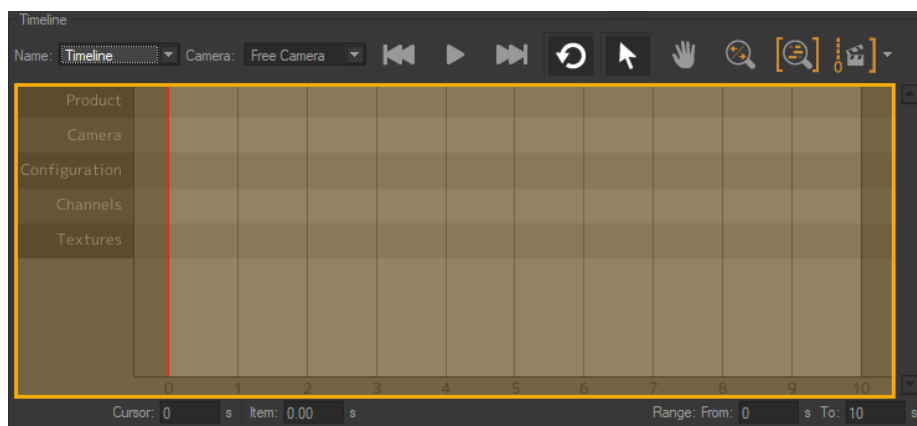 Timeline
Name: Timeline Camera: Free Camera
Product
Camera
Configuration
Channels
Textures
0 1 2 3 4 5 6 7 8 9 10
Cursor: 0 s Item: 0.00 s Range: From: 0 s To: 10 s